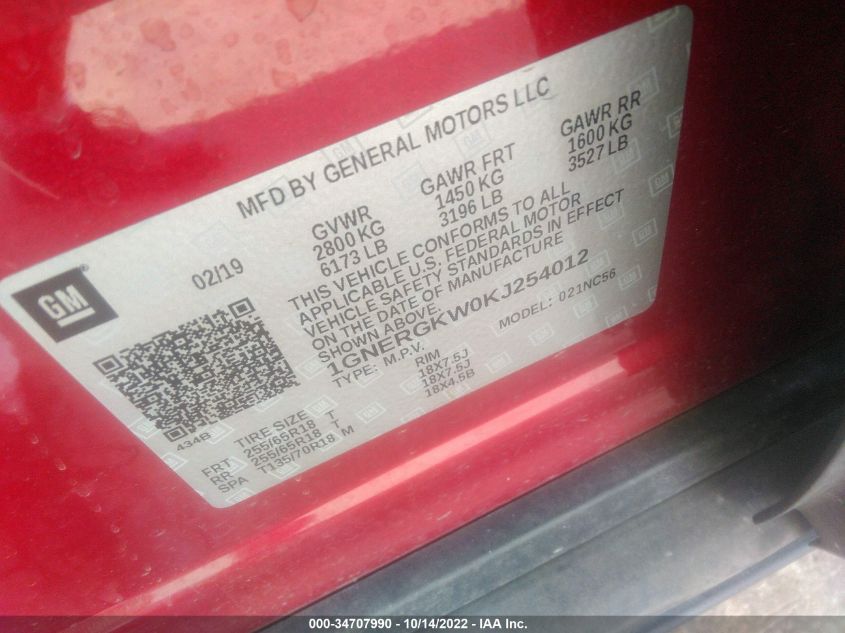 MFD BY GENERAL MOTORS LLC
GM®
02/19
GVWR
2800 KG
6173 LB
GAWR FRT
1450 KG
3196 LB
GAWR RR
1600 KG
3527 LB
THIS VEHICLE CONFORMS TO ALL
APPLICABLE U.S. FEDERAL MOTOR
VEHICLE SAFETY STANDARDS IN EFFECT
ON THE DATE OF MANUFACTURE
SHOWN ABOVE.
1GNERGKW0KJ254012
TYPE: M.P.V. MODEL: 021NC56
434B
TIRE SIZE RIM
FRT 255/65R18 T 18X7.5J
RR 255/65R18 T 18X7.5J
SPA T135/70R18 M 18X4.5B
000-34707990 - 10/14/2022 - IAA Inc.